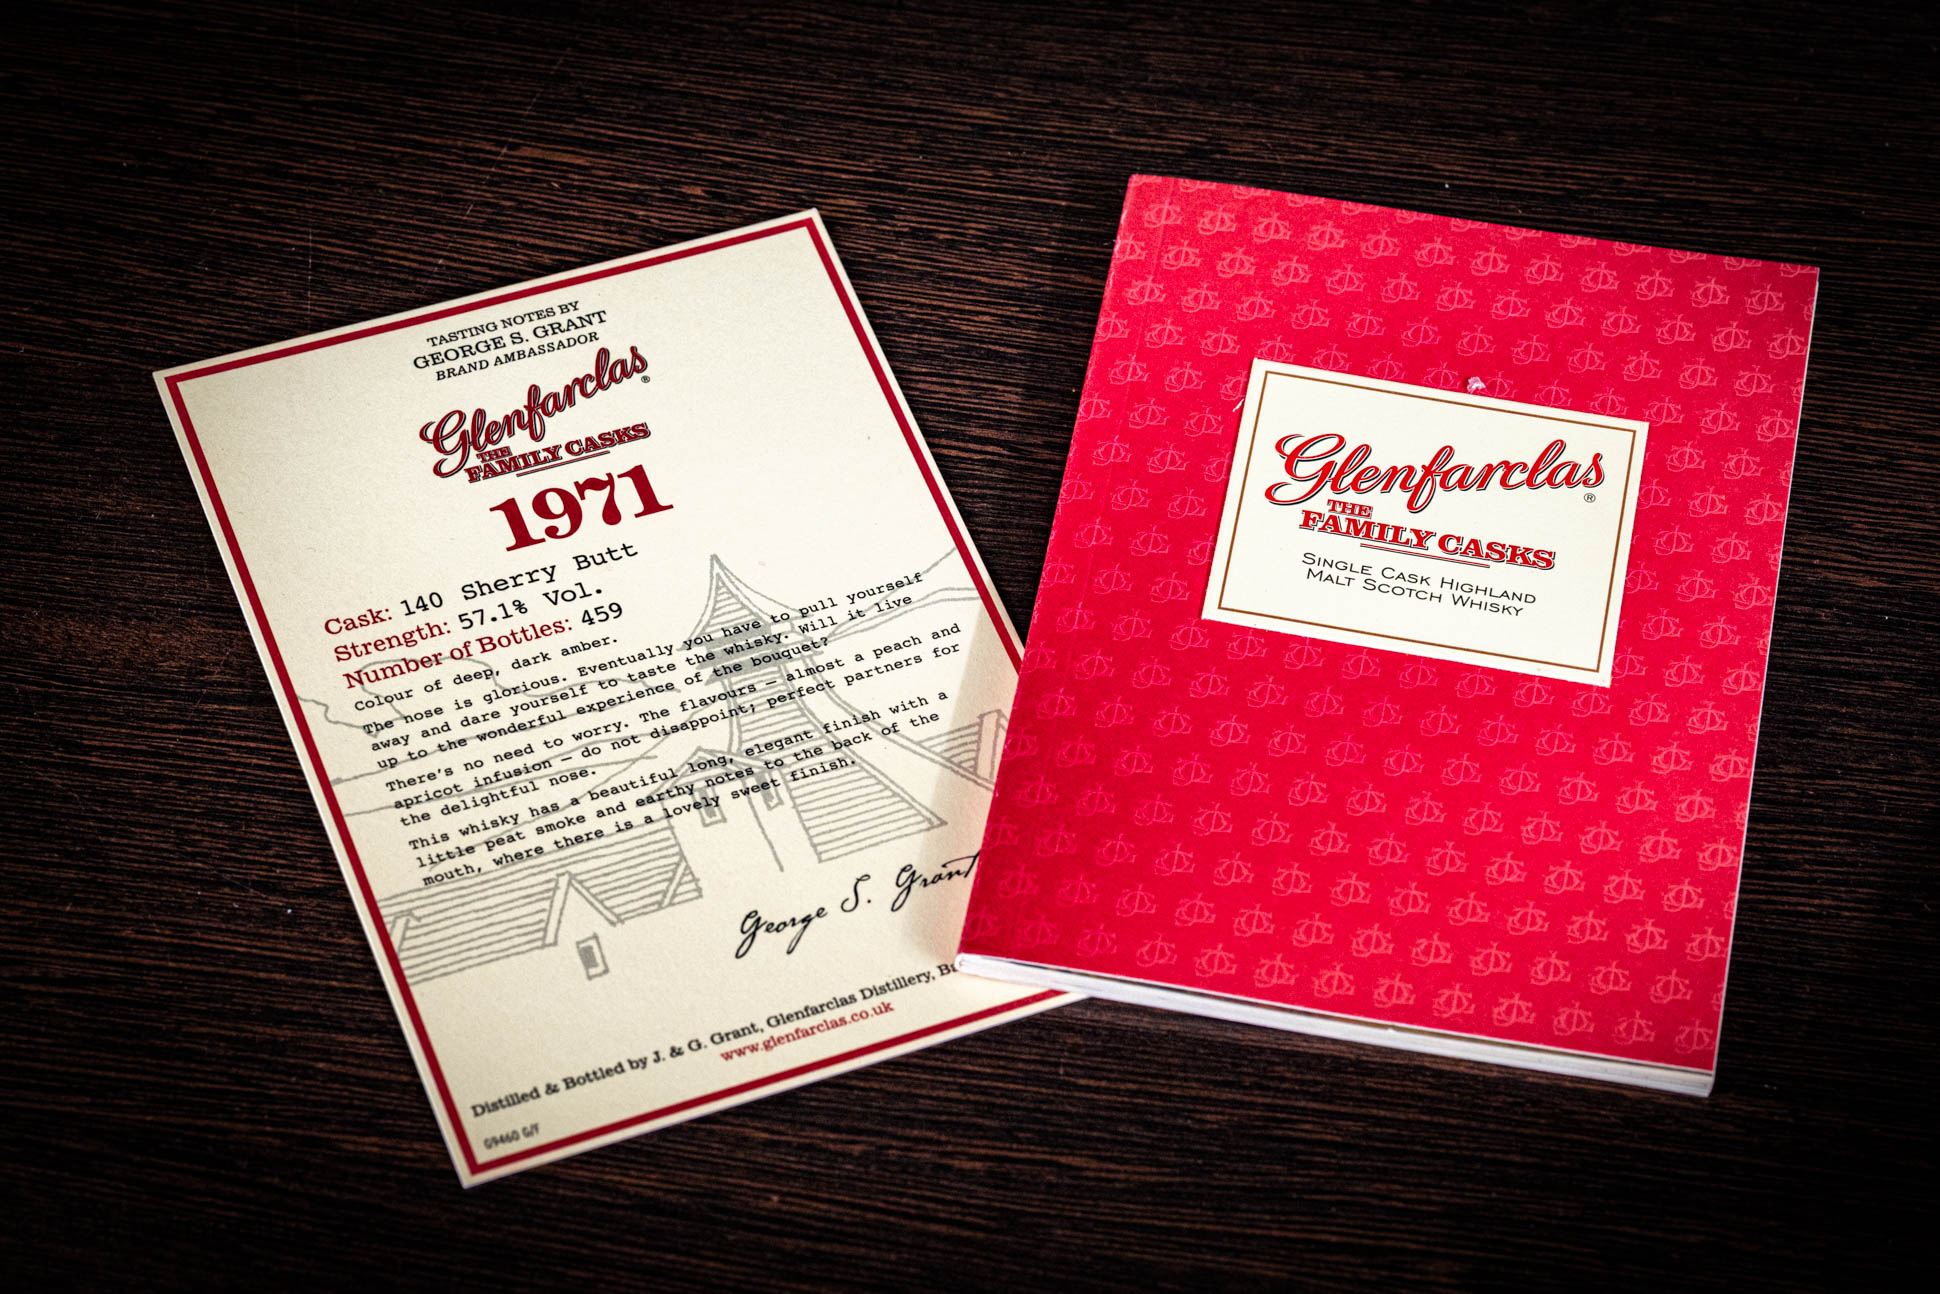 TASTING NOTES BY
GEORGE S. GRANT
BRAND AMBASSADOR
Glenfarclas®
THE
FAMILY CASKS
1971
Cask: 140 Sherry Butt
Strength: 57.1% Vol.
Number of Bottles: 459
Colour of deep, dark amber.
The nose is glorious. Eventually you have to pull yourself
away and dare yourself to taste the whisky. Will it live
up to the wonderful experience of the bouquet?
There's no need to worry. The flavours — almost a peach and
apricot infusion — do not disappoint; perfect partners for
the delightful nose.
This whisky has a beautiful long, elegant finish with a
little peat smoke and earthy notes to the back of the
mouth, where there is a lovely sweet finish.
George S. Grant
Distilled & Bottled by J. & G. Grant, Glenfarclas Distillery,
www.glenfarclas.co.uk
G9460 G/F
Glenfarclas®
THE
FAMILY CASKS
SINGLE CASK HIGHLAND
MALT SCOTCH WHISKY